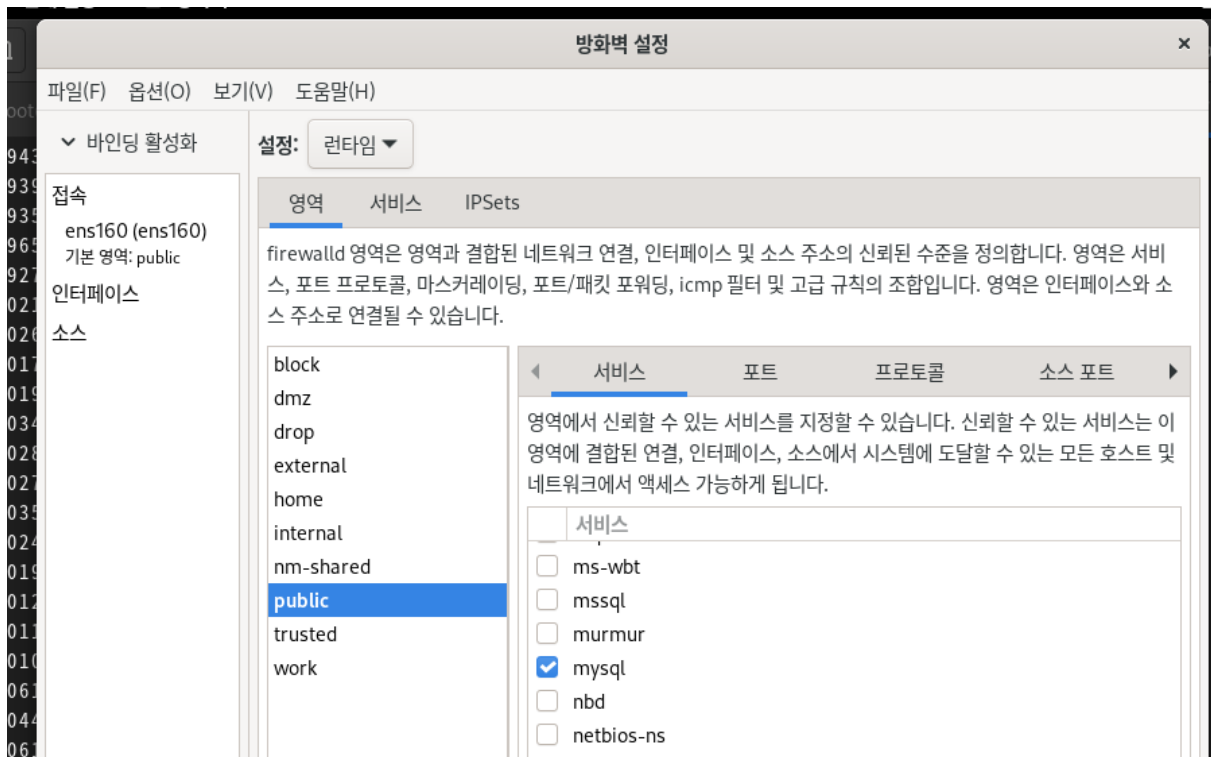 방화벽 설정
파일(F) 옵션(O) 보기(V) 도움말(H)
바인딩 활성화
접속
ens160 (ens160)
기본 영역: public
인터페이스
소스
설정: 런타임
영역 서비스 IPSets
firewalld 영역은 영역과 결합된 네트워크 연결, 인터페이스 및 소스 주소의 신뢰된 수준을 정의합니다. 영역은 서비
스, 포트 프로토콜, 마스커레이딩, 포트/패킷 포워딩, icmp 필터 및 고급 규칙의 조합입니다. 영역은 인터페이스와 소
스 주소로 연결될 수 있습니다.
block
dmz
drop
external
home
internal
nm-shared
public
trusted
work
서비스 포트 프로토콜 소스 포트
영역에서 신뢰할 수 있는 서비스를 지정할 수 있습니다. 신뢰할 수 있는 서비스는 이
영역에 결합된 연결, 인터페이스, 소스에서 시스템에 도달할 수 있는 모든 호스트 및
네트워크에서 액세스 가능하게 됩니다.
서비스
ms-wbt
mssql
murmur
mysql
nbd
netbios-ns